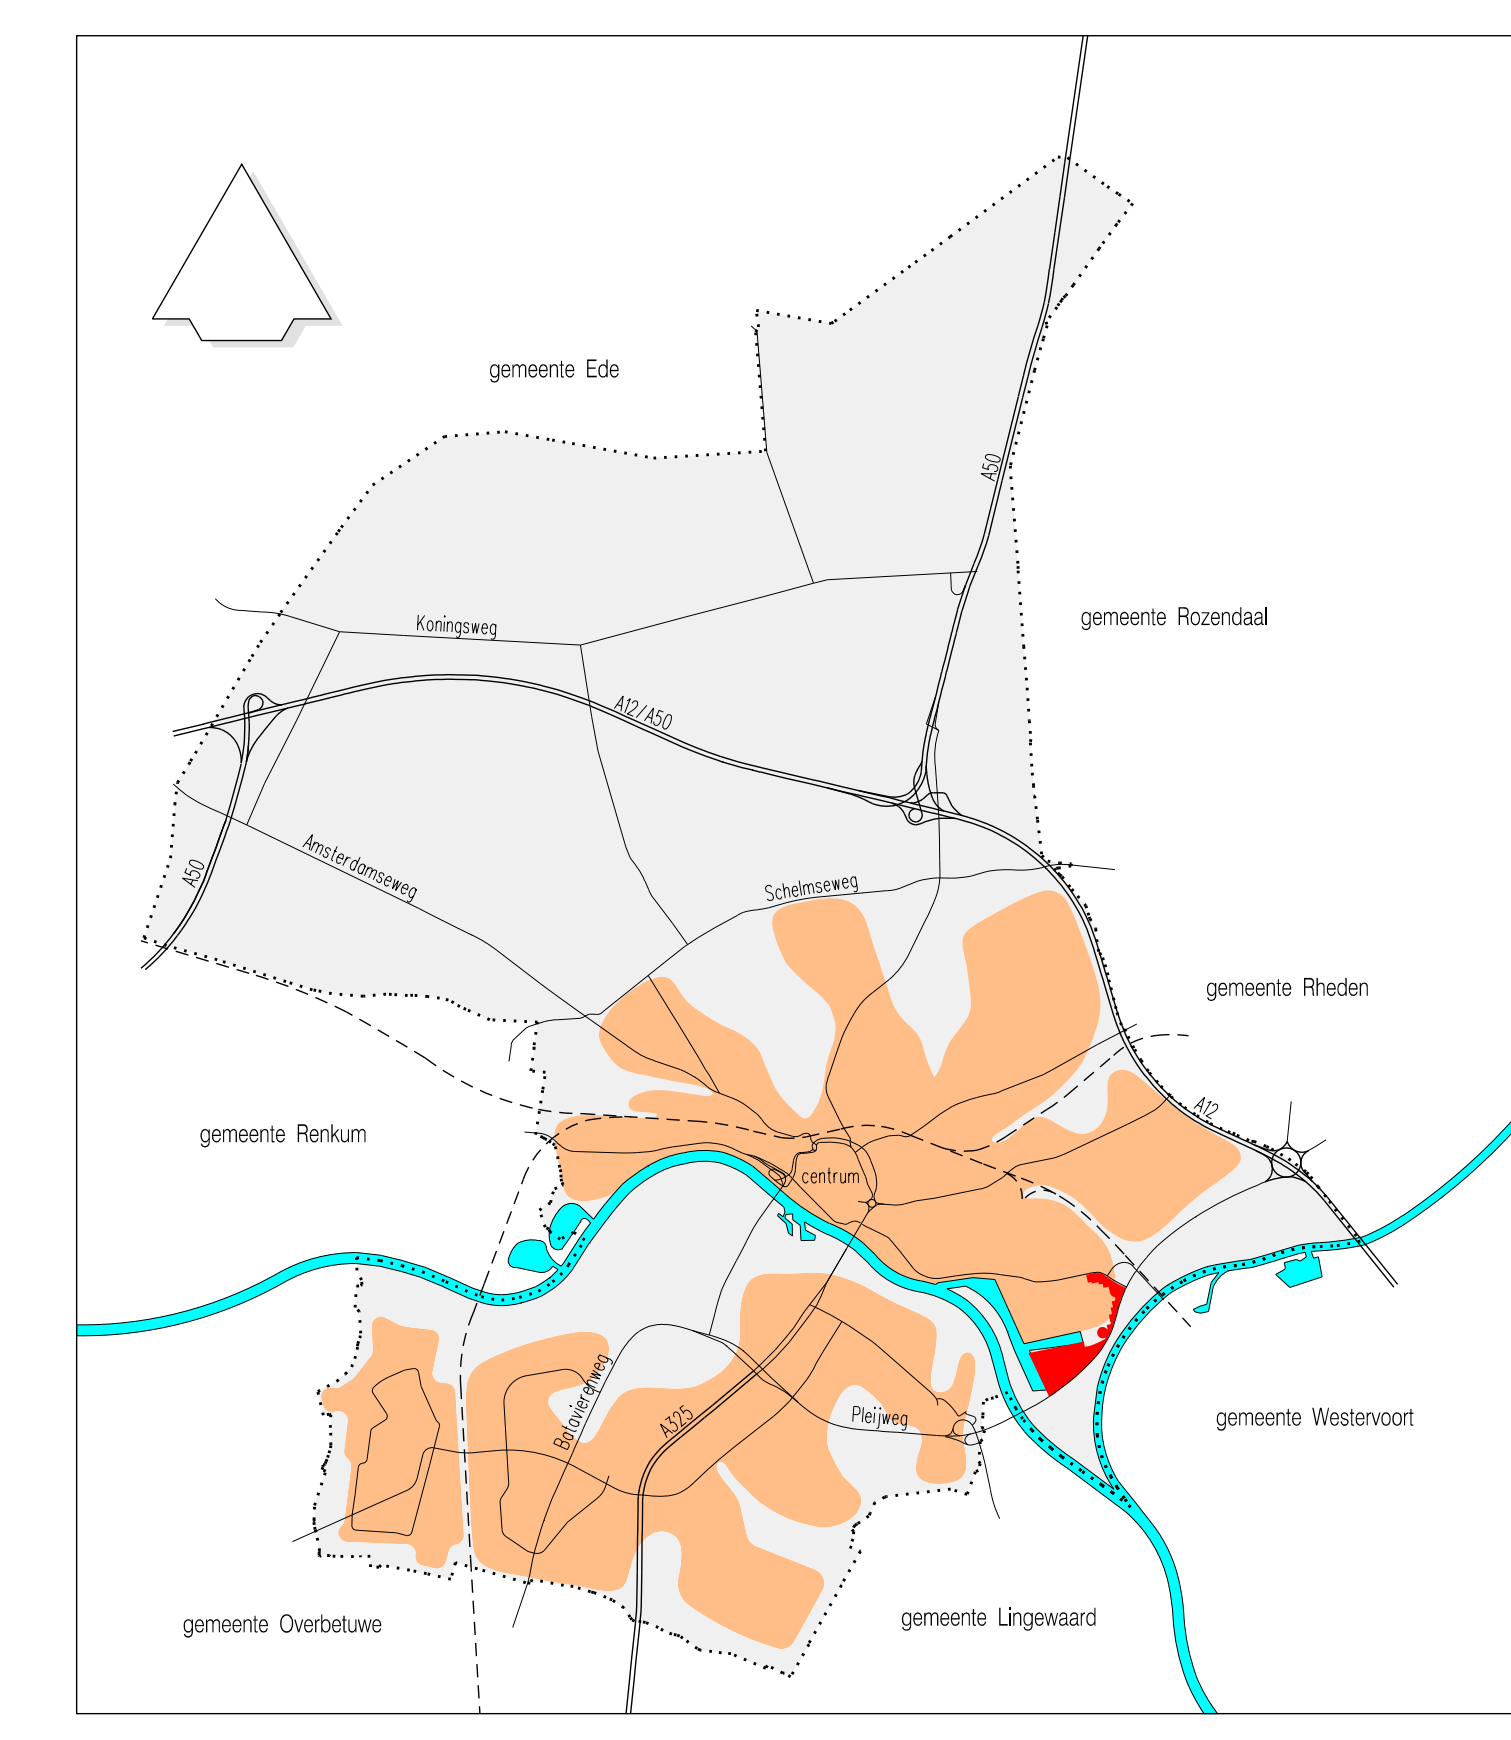 gemeente Ede
A50
gemeente Rozendaal
Koningsweg
A12/A50
Amsterdamseweg
A50
Schelmseweg
gemeente Rheden
A12
gemeente Renkum
centrum
Batavierenweg
A325
Pleijweg
gemeente Westervoort
gemeente Lingewaard
gemeente Overbetuwe